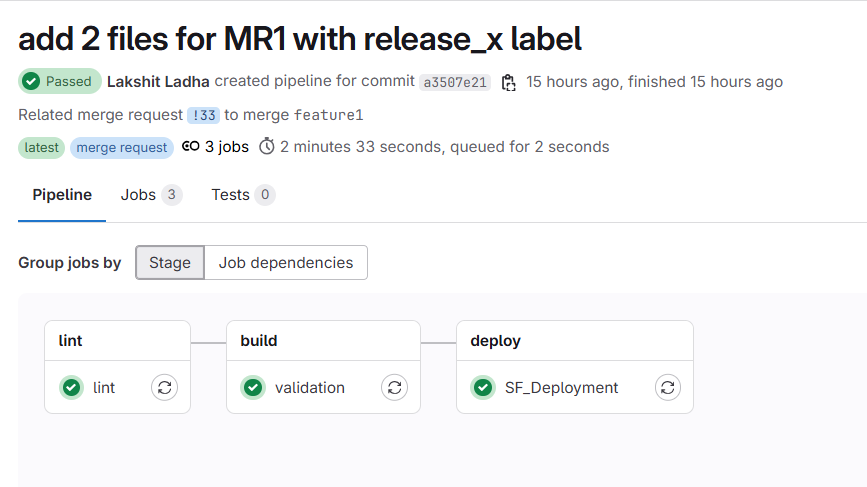 add 2 files for MR1 with release_x label
Passed Lakshit Ladha created pipeline for commit a3507e21 15 hours ago, finished 15 hours ago
Related merge request !33 to merge feature1
latest merge request 3 jobs 2 minutes 33 seconds, queued for 2 seconds
Pipeline Jobs 3 Tests 0
Group jobs by Stage Job dependencies
lint build deploy
lint validation SF_Deployment